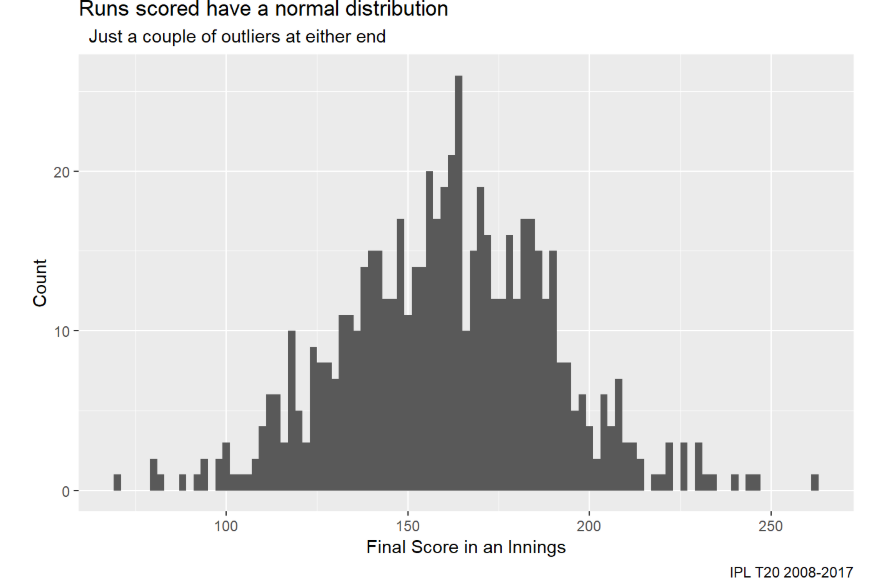 Runs scored have a normal distribution
Just a couple of outliers at either end
20
10
0
Count
100 150 200 250
Final Score in an Innings
IPL T20 2008-2017